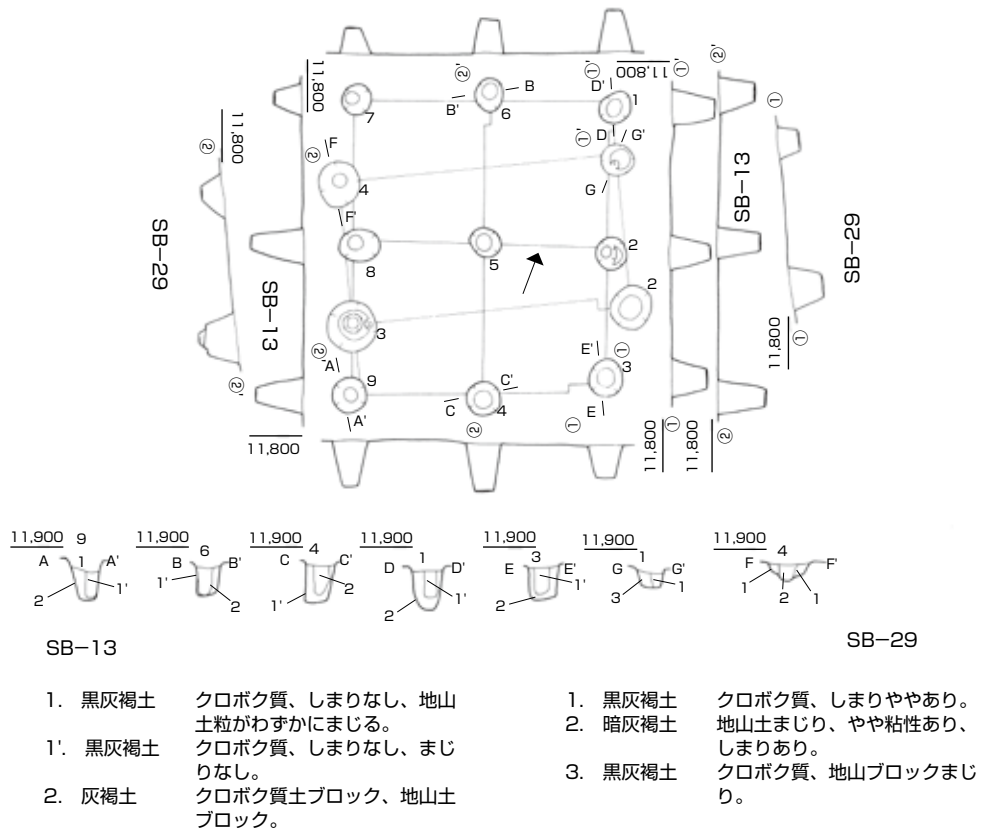 ②'
11,800
②'
①'
11,800
①'
D'
B
B'
1
6
7
①
11,800
②
F
②
①'
D
G'
G
4
F'
SB−13
SB−29
SB−29
2
8
5
2
SB−13
3
②'
A
E'
①
3
11,800
①
9
C'
②'
A'
C
4
E
②
①
11,800
11,800
①
11,800
②
11,900
9
A
1
A'
1'
2
11,900
6
B
B'
1'
2
11,900
4
C
C'
2
1'
11,900
1
D
D'
1'
2
11,900
3
E
E'
1'
2
11,900
1
G
G'
3
1
11,900
4
F
F'
1
2
1
SB−13
1. 黒灰褐土 クロボク質、しまりなし、地山
土粒がわずかにまじる。
1'. 黒灰褐土 クロボク質、しまりなし、まじ
りなし。
2. 灰褐土 クロボク質土ブロック、地山土
ブロック。
SB−29
1. 黒灰褐土 クロボク質、しまりややあり。
2. 暗灰褐土 地山土まじり、やや粘性あり、
しまりあり。
3. 黒灰褐土 クロボク質、地山ブロックまじ
り。